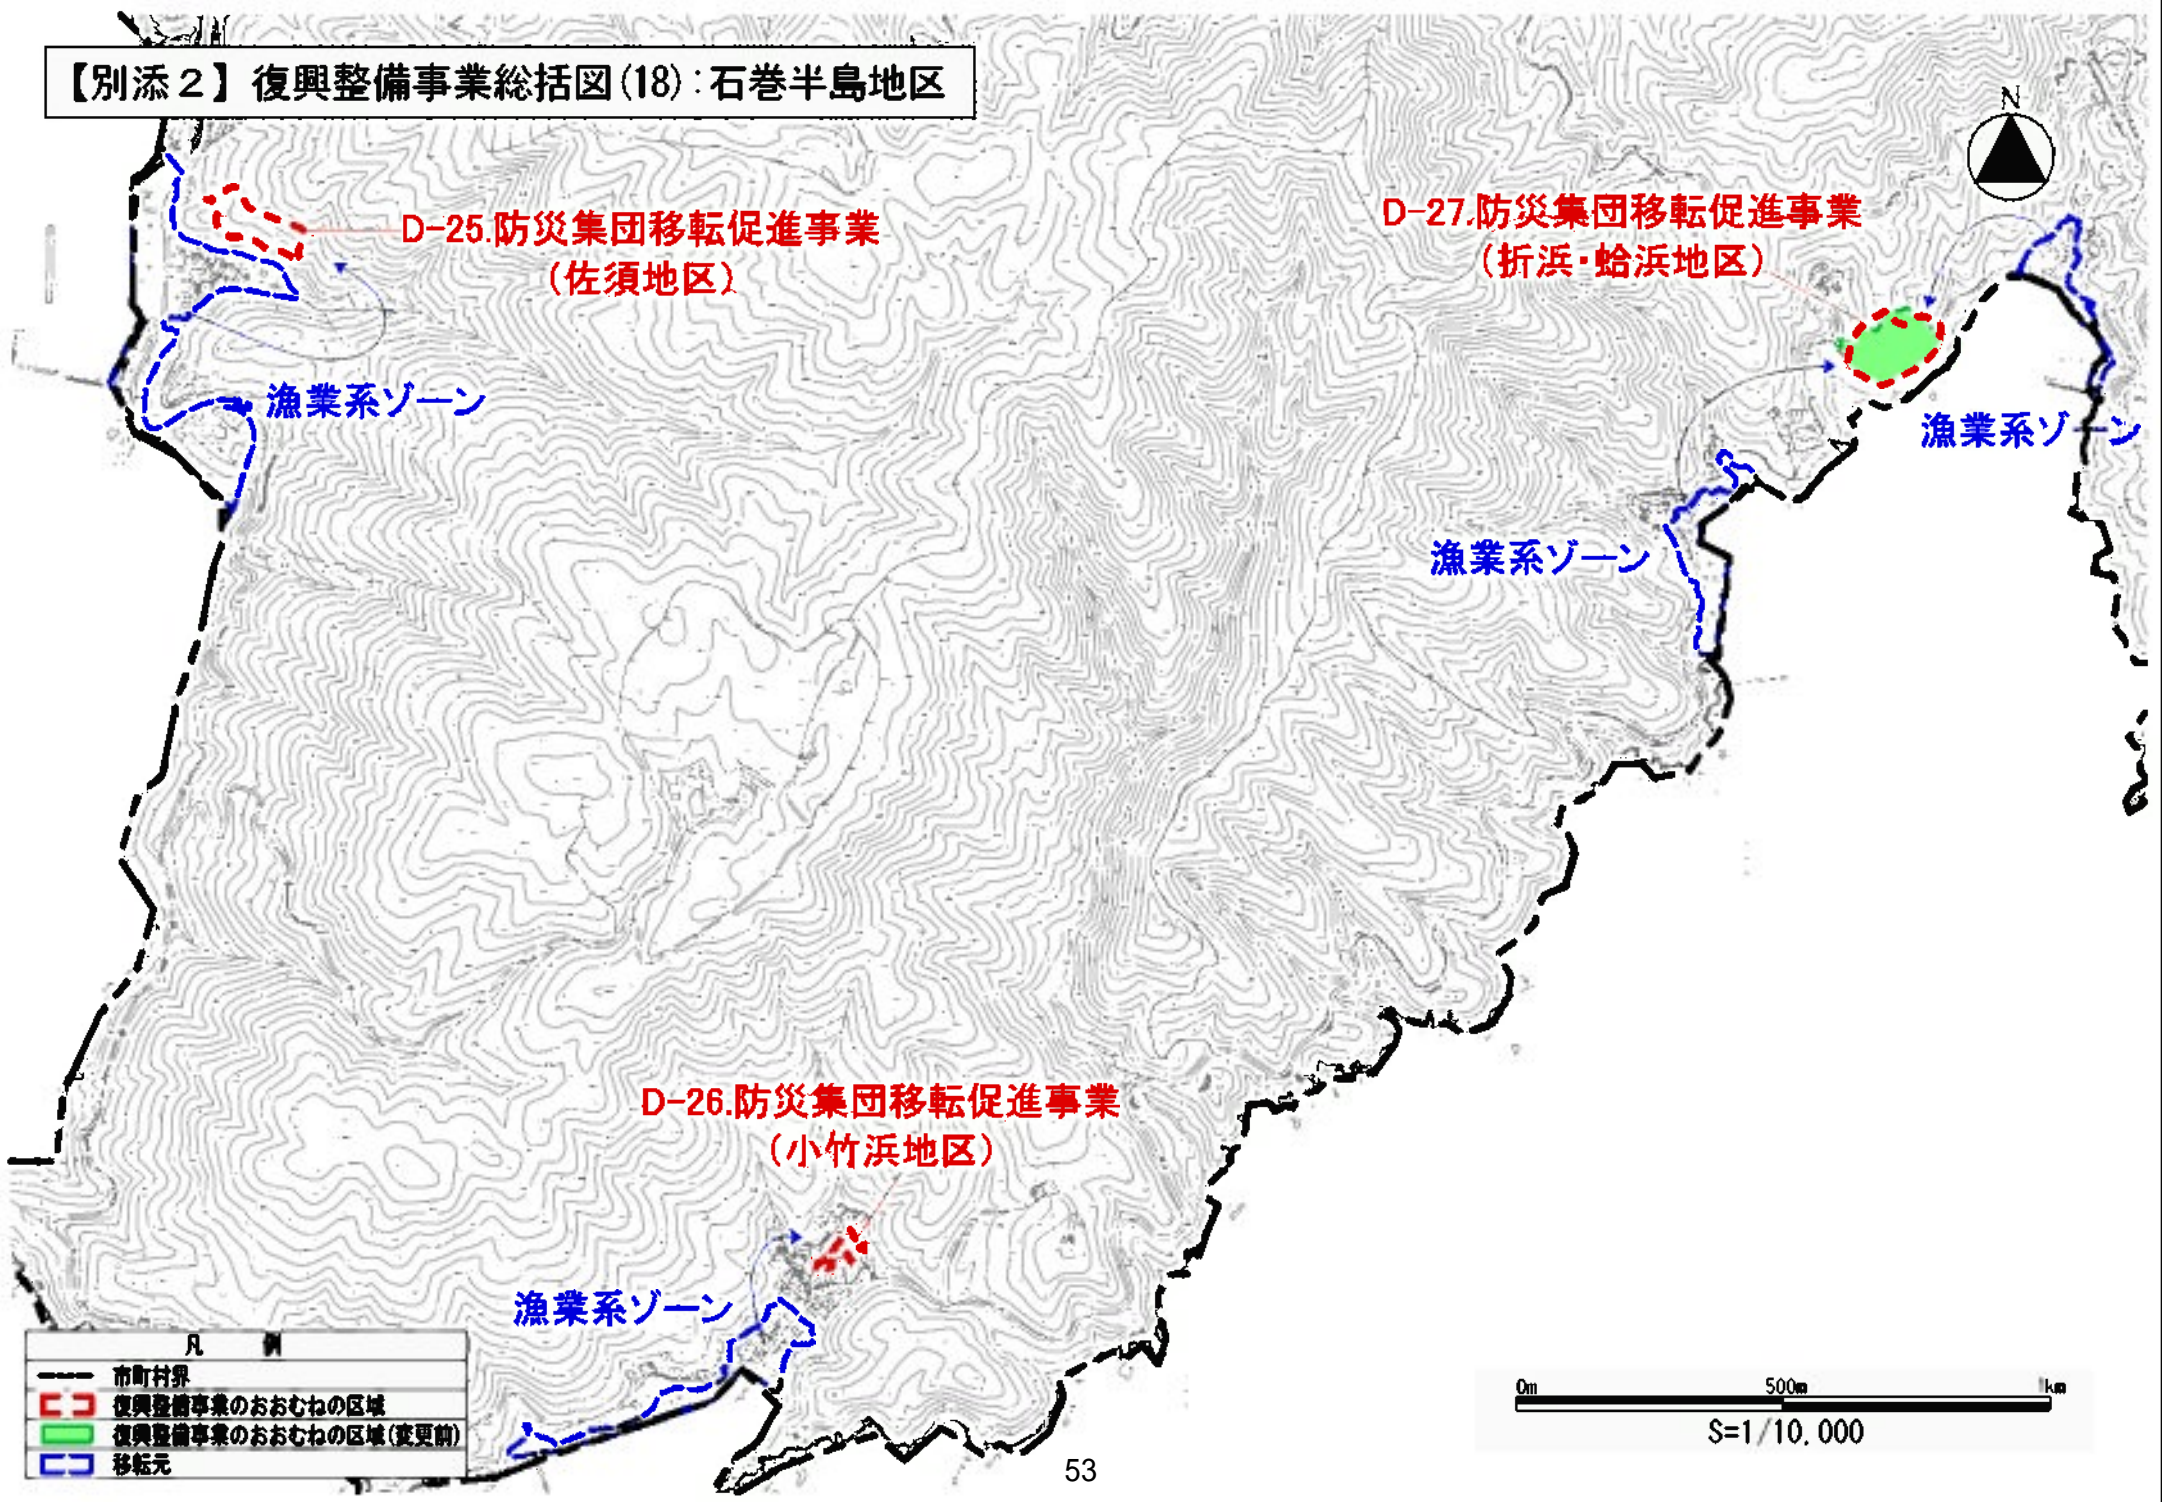 【別添２】復興整備事業総括図(18):石巻半島地区
N
D-25.防災集団移転促進事業
(佐須地区)
D-27.防災集団移転促進事業
(折浜・蛤浜地区)
漁業系ゾーン
漁業系ゾーン
漁業系ゾーン
D-26.防災集団移転促進事業
(小竹浜地区)
漁業系ゾーン
凡 例
市町村界
復興整備事業のおおむねの区域
復興整備事業のおおむねの区域(変更前)
移転元
0m 500m 1km
S=1/10,000
53